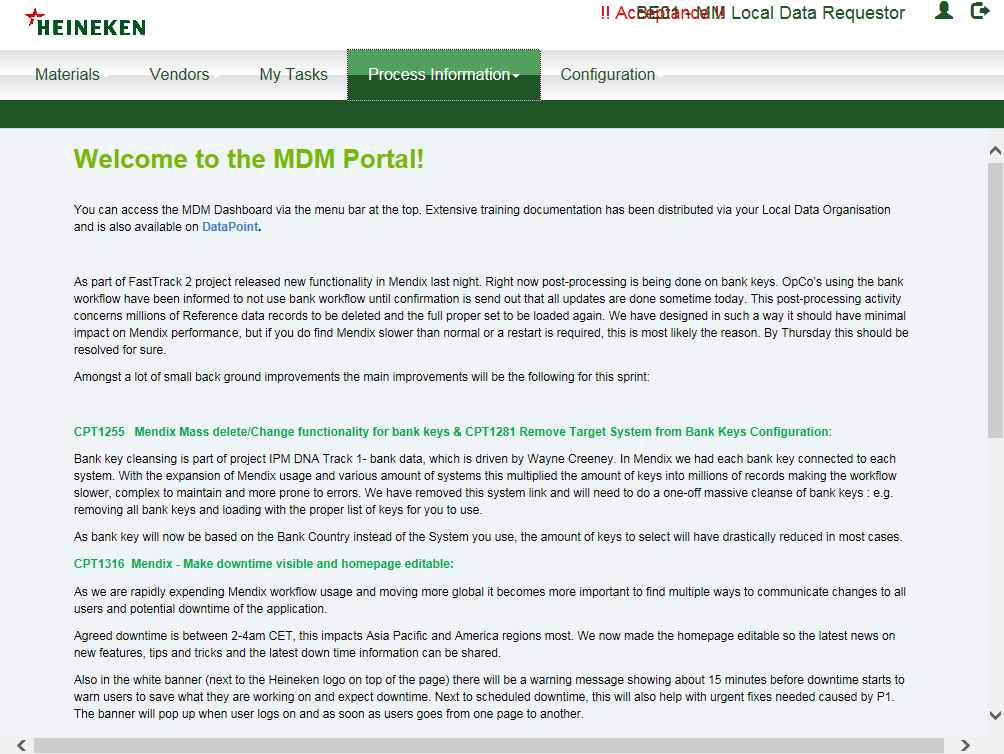 HEINEKEN
!! Acceptance !!
BE01 - MM Local Data Requestor
Materials
Vendors
My Tasks
Process Information
Configuration
Welcome to the MDM Portal!
You can access the MDM Dashboard via the menu bar at the top. Extensive training documentation has been distributed via your Local Data Organisation
and is also available on DataPoint.
As part of FastTrack 2 project released new functionality in Mendix last night. Right now post-processing is being done on bank keys. OpCo's using the bank
workflow have been informed to not use bank workflow until confirmation is send out that all updates are done sometime today. This post-processing activity
concerns millions of Reference data records to be deleted and the full proper set to be loaded again. We have designed in such a way it should have minimal
impact on Mendix performance, but if you do find Mendix slower than normal or a restart is required, this is most likely the reason. By Thursday this should be
resolved for sure.
Amongst a lot of small back ground improvements the main improvements will be the following for this sprint:
CPT1255 Mendix Mass delete/Change functionality for bank keys & CPT1281 Remove Target System from Bank Keys Configuration:
Bank key cleansing is part of project IPM DNA Track 1- bank data, which is driven by Wayne Creeney. In Mendix we had each bank key connected to each
system. With the expansion of Mendix usage and various amount of systems this multiplied the amount of keys into millions of records making the workflow
slower, complex to maintain and more prone to errors. We have removed this system link and will need to do a one-off massive cleanse of bank keys : e.g.
removing all bank keys and loading with the proper list of keys for you to use.
As bank key will now be based on the Bank Country instead of the System you use, the amount of keys to select will have drastically reduced in most cases.
CPT1316 Mendix - Make downtime visible and homepage editable:
As we are rapidly expending Mendix workflow usage and moving more global it becomes more important to find multiple ways to communicate changes to all
users and potential downtime of the application.
Agreed downtime is between 2-4am CET, this impacts Asia Pacific and America regions most. We now made the homepage editable so the latest news on
new features, tips and tricks and the latest down time information can be shared.
Also in the white banner (next to the Heineken logo on top of the page) there will be a warning message showing about 15 minutes before downtime starts to
warn users to save what they are working on and expect downtime. Next to scheduled downtime, this will also help with urgent fixes needed caused by P1.
The banner will pop up when user logs on and as soon as users goes from one page to another.